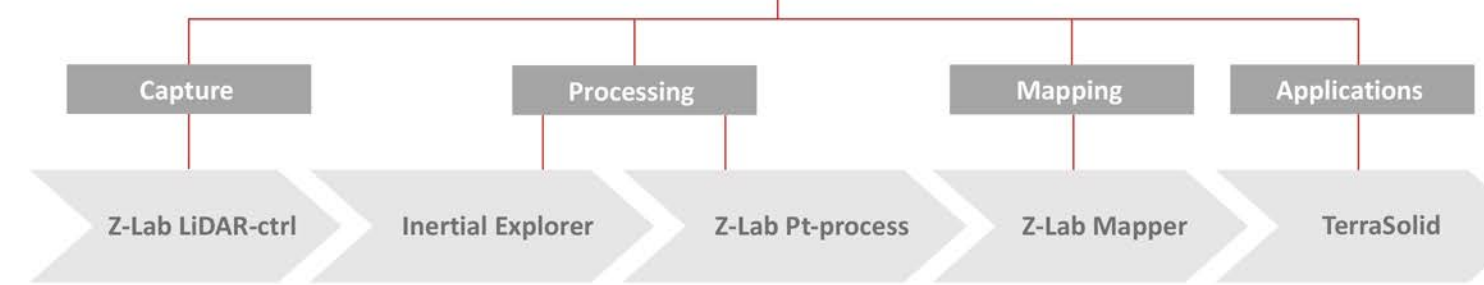 Capture
Processing
Mapping
Applications
Z-Lab LiDAR-ctrl
Inertial Explorer
Z-Lab Pt-process
Z-Lab Mapper
TerraSolid